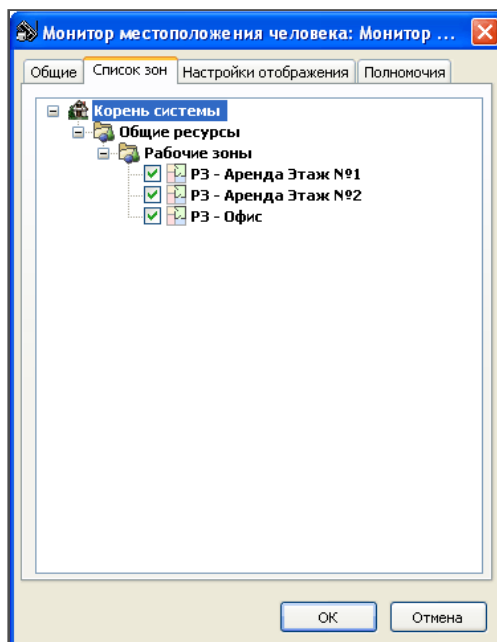 Монитор местоположения человека: Монитор ...
Общие Список зон Настройки отображения Полномочия
Корень системы
Общие ресурсы
Рабочие зоны
РЗ - Аренда Этаж №1
РЗ - Аренда Этаж №2
РЗ - Офис
ОК Отмена